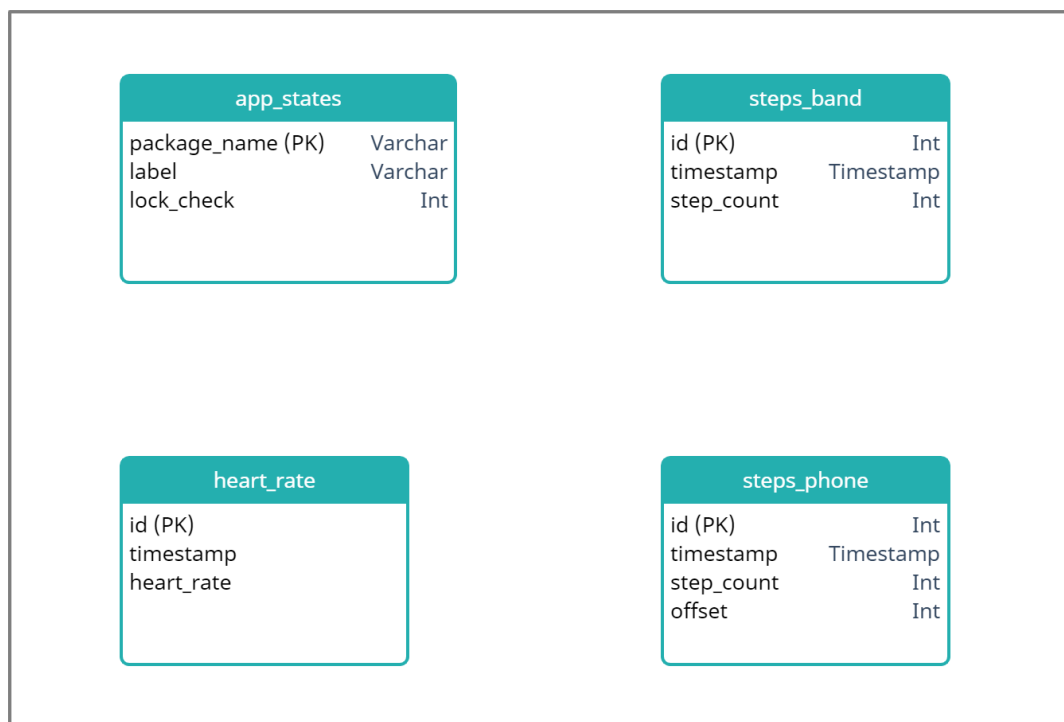 app_states
package_name (PK) Varchar
label Varchar
lock_check Int
steps_band
id (PK) Int
timestamp Timestamp
step_count Int
heart_rate
id (PK)
timestamp
heart_rate
steps_phone
id (PK) Int
timestamp Timestamp
step_count Int
offset Int